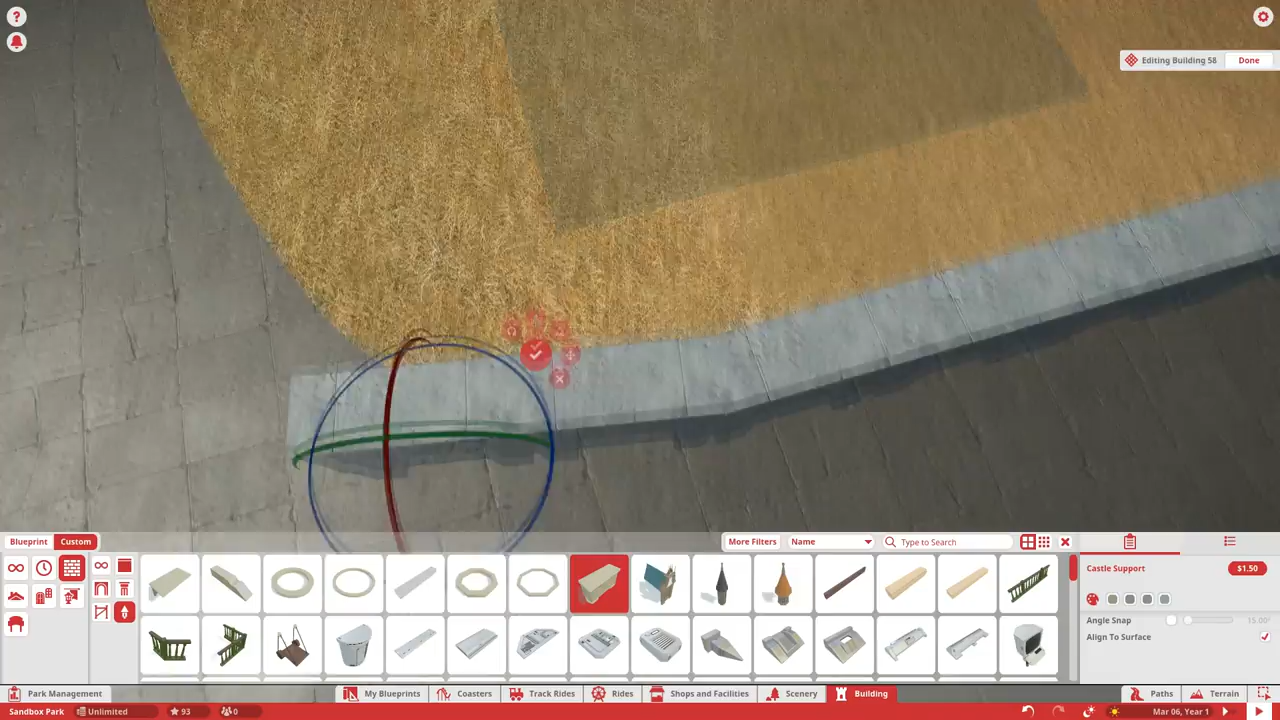 ?
Editing Building 58 Done
Blueprint Custom More Filters Name Type to Search
Castle Support $1.50
Angle Snap 15.00°
Align To Surface
Park Management My Blueprints Coasters Track Rides Rides Shops and Facilities Scenery Building Paths Terrain
Sandbox Park Unlimited 93 0 Mar 06, Year 1